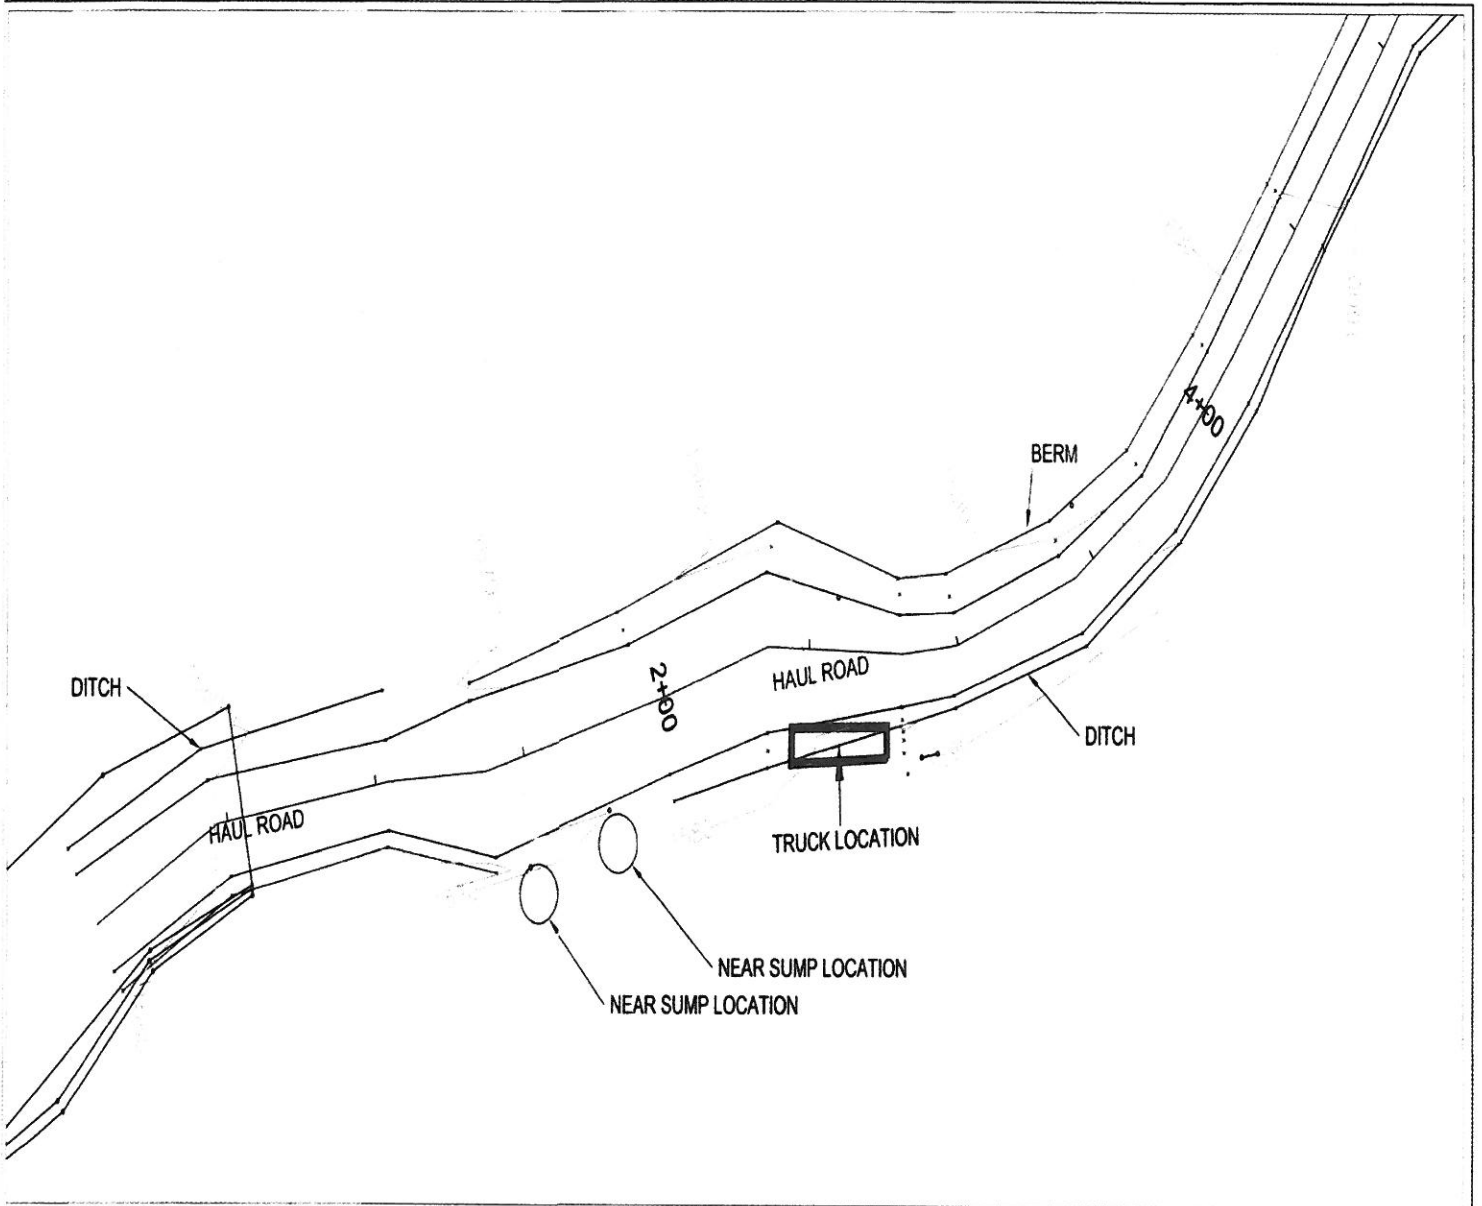 4+00
BERM
2+00
HAUL ROAD
DITCH
DITCH
HAUL ROAD
TRUCK LOCATION
NEAR SUMP LOCATION
NEAR SUMP LOCATION